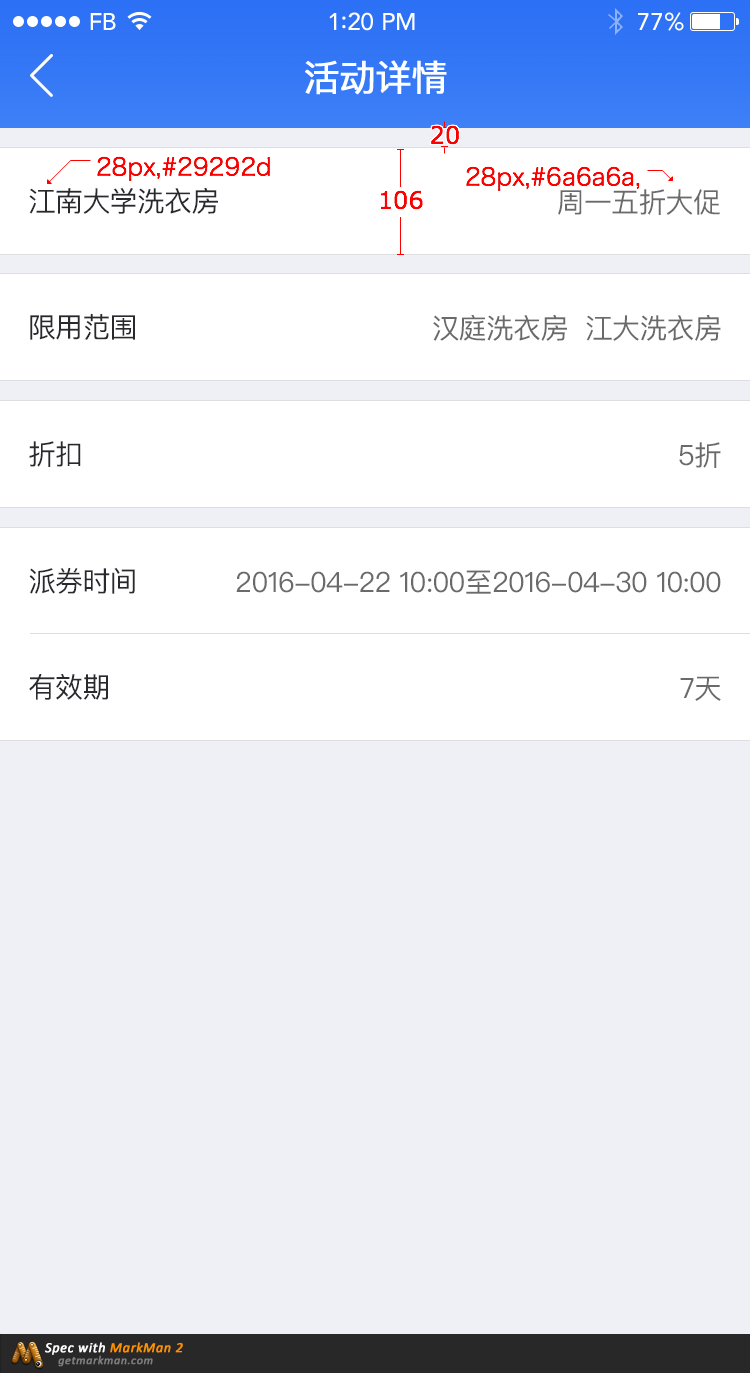 FB 1:20 PM 77%
活动详情
20
28px,#29292d
28px,#6a6a6a,
106
江南大学洗衣房 周一五折大促
限用范围 汉庭洗衣房 江大洗衣房
折扣 5折
派券时间 2016-04-22 10:00至2016-04-30 10:00
有效期 7天
Spec with MarkMan 2
getmarkman.com